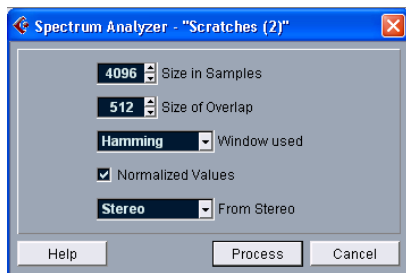 Spectrum Analyzer - "Scratches (2)"
4096 Size in Samples
512 Size of Overlap
Hamming Window used
Normalized Values
Stereo From Stereo
Help Process Cancel